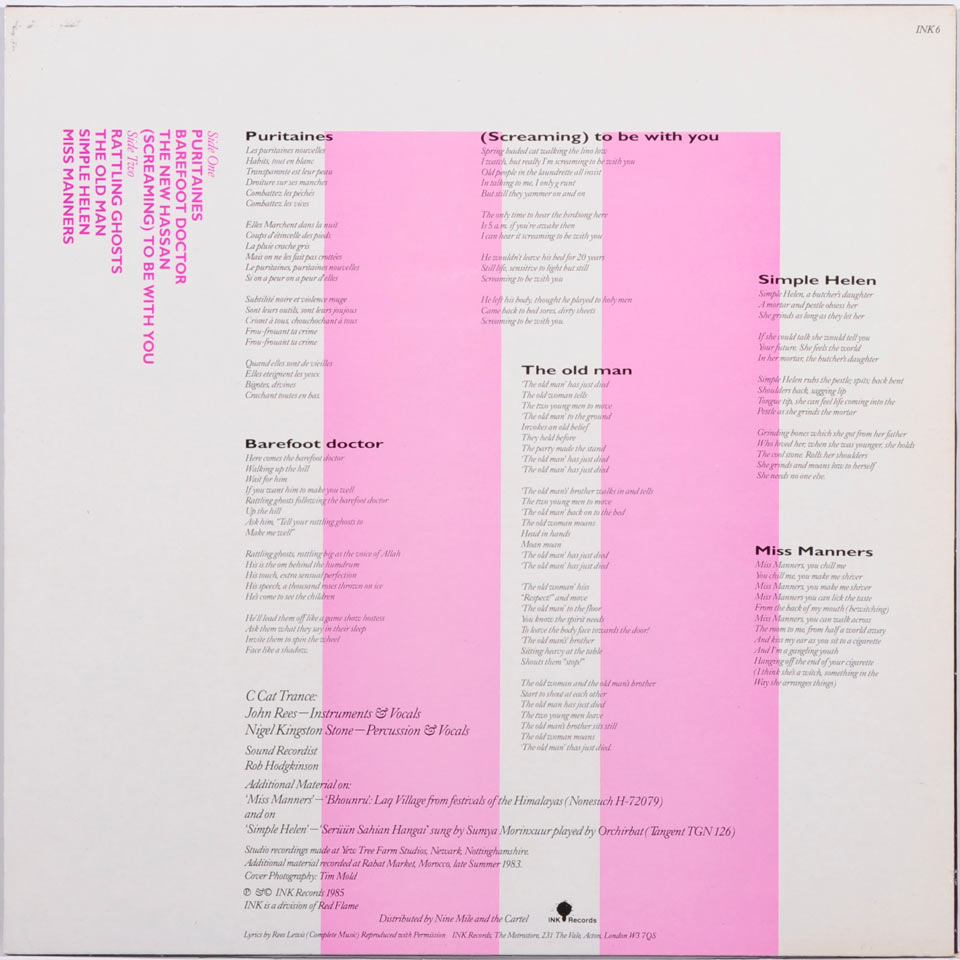 INK 6
Side One
PURITAINES
BAREFOOT DOCTOR
THE NEW HASSAN
(SCREAMING) TO BE WITH YOU
Side Two
RATTLING GHOSTS
THE OLD MAN
SIMPLE HELEN
MISS MANNERS
Puritaines
Les puritaines nouvelles
Habits, tout en blanc
Transparente est leur peau
Droiture sur ses manches
Combattez les péchés
Combattez les vices
Elles Marchent dans la nuit
Coups d'étincelle des pieds
La pluie crache gris
Mais on ne les fait pas crottées
Le puritaines, puritaines nouvelles
Si on a peur on a peur d'elles
Subtilité noire et violence rouge
Sont leurs outils, sont leurs joujous
Croant à tous, chouchochant à tous
Frou-frouant ta crime
Frou-frouant ta crime
Quand elles sont de vieilles
Elles eteignent les yeux
Bigotes, divines
Crachant toutes en bas.
Barefoot doctor
Here comes the barefoot doctor
Walking up the hill
Wait for him
If you want him to make you well
Rattling ghosts following the barefoot doctor
Up the hill
Ask him, "Tell your rattling ghosts to
Make me well"
Rattling ghosts, rattling big as the voice of Allah
His is the om behind the humdrum
His touch, extra sensual perfection
His speech, a thousand roses thrown on ice
He's come to see the children
He'll lead them off like a game show hostess
Ask them what they say in their sleep
Invite them to spin the wheel
Face like a shadow.
(Screaming) to be with you
Spring loaded cat walking the lino low
I watch, but really I'm screaming to be with you
Old people in the laundrette all insist
In talking to me, I only grunt
But still they yammer on and on
The only time to hear the birdsong here
Is 5 a.m. if you're awake then
I can hear it screaming to be with you
He wouldn't leave his bed for 20 years
Still life, sensitive to light but still
Screaming to be with you
He left his body, thought he played to holy men
Came back to bed sores, dirty sheets
Screaming to be with you.
The old man
'The old man' has just died
The old woman tells
The two young men to move
'The old man' to the ground
Invokes an old belief
They held before
The party made the stand
'The old man' has just died
'The old man' has just died
'The old man's' brother walks in and tells
The two young men to move
'The old man' back on to the bed
The old woman moans
Head in hands
Moan moan
'The old man' has just died
'The old man' has just died
'The old woman' hiss
"Respect!" and move
'The old man' to the floor
You know the spirit needs
To leave the body face towards the door!
'The old man's' brother
Sitting heavy at the table
Shouts them "stop!"
The old woman and the old man's brother
Start to shout at each other
The old man has just died
The two young men leave
The old man's brother sits still
The old woman moans
'The old man' thas just died.
Simple Helen
Simple Helen, a butcher's daughter
A mortar and pestle obsess her
She grinds as long as they let her
If she could talk she would tell you
Your future. She feels the world
In her mortar, the butcher's daughter
Simple Helen rubs the pestle; spits; back bent
Shoulders back, sagging lip
Tongue tip, she can feel life coming into the
Pestle as she grinds the mortar
Grinding bones which she got from her father
Who loved her, when she was younger, she holds
The cool stone. Rolls her shoulders
She grinds and moans low to herself
She needs no one else.
Miss Manners
Miss Manners, you chill me
You chill me, you make me shiver
Miss Manners, you make me shiver
Miss Manners you can lick the taste
From the back of my mouth (bewitching)
Miss Manners, you can walk across
The room to me, from half a world away
And kiss my ear as you sit to a cigarette
And I'm a gangling youth
Hanging off the end of your cigarette
(I think she's a witch, something in the
Way she arranges things)
C Cat Trance:
John Rees—Instruments & Vocals
Nigel Kingston Stone—Percussion & Vocals
Sound Recordist
Rob Hodgkinson
Additional Material on:
'Miss Manners'—'Bhounru': Laq Village from festivals of the Himalayas (Nonesuch H-72079)
and on
'Simple Helen'—'Serüün Sahian Hangai' sung by Sumya Morinxuur played by Orchirbat (Tangent TGN 126)
Studio recordings made at Yew Tree Farm Studios, Newark, Nottinghamshire.
Additional material recorded at Rabat Market, Morocco, late Summer 1983.
Cover Photography: Tim Mold
℗ & © INK Records 1985
INK is a division of Red Flame
Distributed by Nine Mile and the Cartel
INK Records
Lyrics by Rees Lewis (Complete Music) Reproduced with Permission INK Records, The Metrostore, 231 The Vale, Acton, London W3 7QS